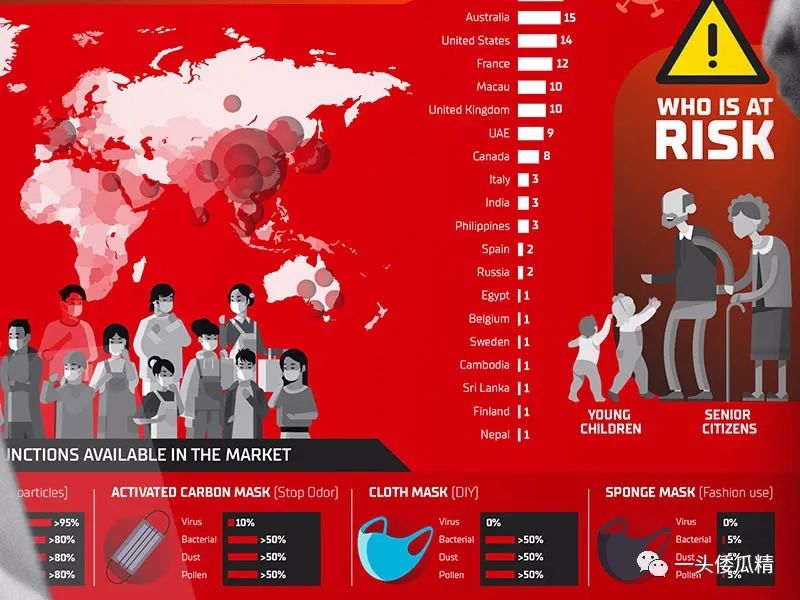 Australia 15
United States 14
France 12
Macau 10
United Kingdom 10
UAE 9
Canada 8
Italy 3
India 3
Philippines 3
Spain 2
Russia 2
Egypt 1
Belgium 1
Sweden 1
Cambodia 1
Sri Lanka 1
Finland 1
Nepal 1
WHO IS AT
RISK
YOUNG
CHILDREN
SENIOR
CITIZENS
UNCTIONS AVAILABLE IN THE MARKET
particles)
>95%
>80%
>80%
>80%
ACTIVATED CARBON MASK (Stop Odor)
Virus 10%
Bacterial >50%
Dust >50%
Pollen >50%
CLOTH MASK (DIY)
Virus 0%
Bacterial >50%
Dust >50%
Pollen >50%
SPONGE MASK (Fashion use)
Virus 0%
Bacterial 5%
Dust 5%
Pollen 5%
一头倭瓜精